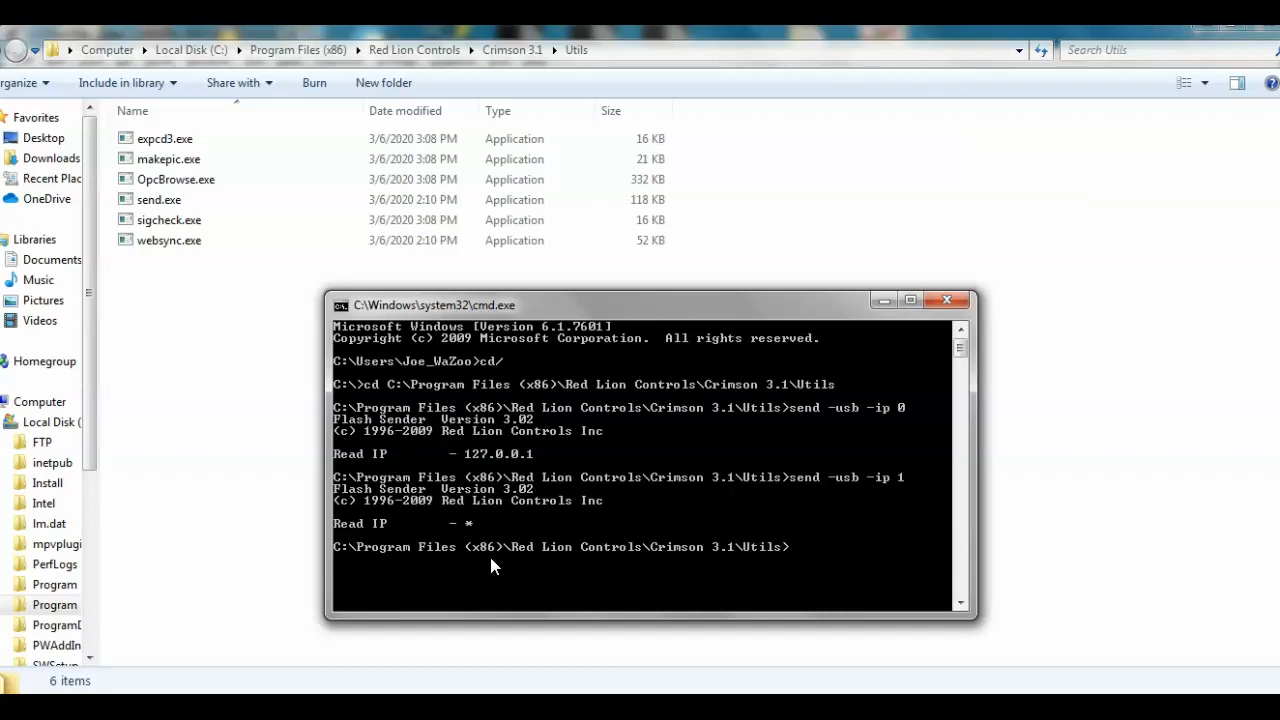 Computer ▸ Local Disk (C:) ▸ Program Files (x86) ▸ Red Lion Controls ▸ Crimson 3.1 ▸ Utils
Search Utils
rganize Include in library Share with Burn New folder
Name Date modified Type Size
expcd3.exe 3/6/2020 3:08 PM Application 16 KB
makepic.exe 3/6/2020 3:08 PM Application 21 KB
OpcBrowse.exe 3/6/2020 3:08 PM Application 332 KB
send.exe 3/6/2020 2:10 PM Application 118 KB
sigcheck.exe 3/6/2020 3:08 PM Application 16 KB
websync.exe 3/6/2020 2:10 PM Application 52 KB
Favorites
Desktop
Downloads
Recent Plac
OneDrive
Libraries
Documents
Music
Pictures
Videos
Homegroup
Computer
Local Disk (
FTP
inetpub
Install
Intel
lm.dat
mpvplugi
PerfLogs
Program
Program
ProgramD
PWAddIn
SWSetup
6 items
C:\Windows\system32\cmd.exe
Microsoft Windows [Version 6.1.7601]
Copyright (c) 2009 Microsoft Corporation.  All rights reserved.
C:\Users\Joe_WaZoo>cd/
C:\>cd C:\Program Files (x86)\Red Lion Controls\Crimson 3.1\Utils
C:\Program Files (x86)\Red Lion Controls\Crimson 3.1\Utils>send -usb -ip 0
Flash Sender  Version 3.02
(c) 1996-2009 Red Lion Controls Inc
Read IP - 127.0.0.1
C:\Program Files (x86)\Red Lion Controls\Crimson 3.1\Utils>send -usb -ip 1
Flash Sender  Version 3.02
(c) 1996-2009 Red Lion Controls Inc
Read IP - *
C:\Program Files (x86)\Red Lion Controls\Crimson 3.1\Utils>